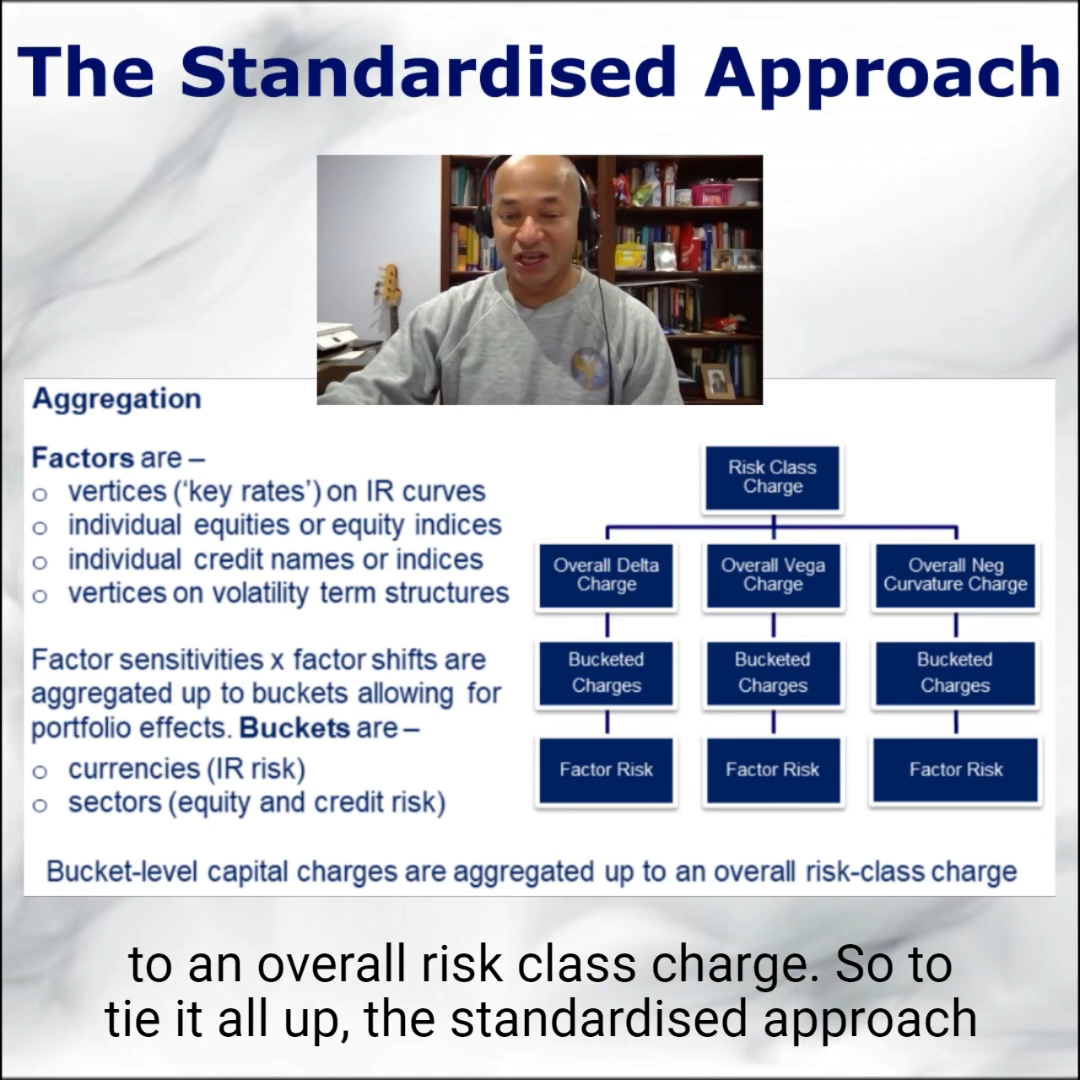 The Standardised Approach
Aggregation
Factors are –
o vertices (‘key rates’) on IR curves
o individual equities or equity indices
o individual credit names or indices
o vertices on volatility term structures
Factor sensitivities x factor shifts are
aggregated up to buckets allowing for
portfolio effects. Buckets are –
o currencies (IR risk)
o sectors (equity and credit risk)
Risk Class
Charge
Overall Delta
Charge
Overall Vega
Charge
Overall Neg
Curvature Charge
Bucketed
Charges
Bucketed
Charges
Bucketed
Charges
Factor Risk
Factor Risk
Factor Risk
Bucket-level capital charges are aggregated up to an overall risk-class charge
to an overall risk class charge. So to
tie it all up, the standardised approach